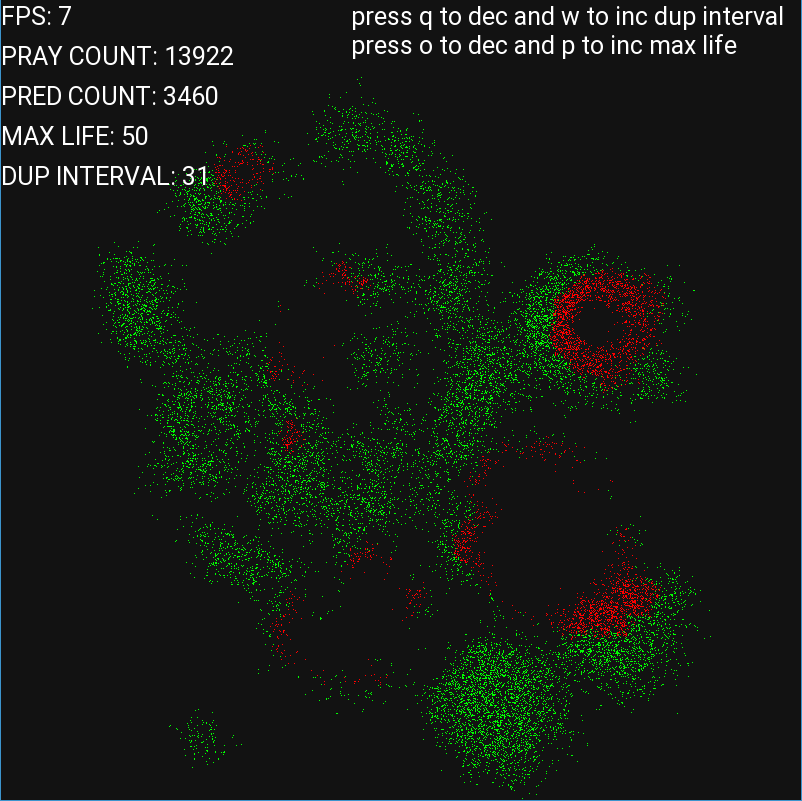 FPS: 7
press q to dec and w to inc dup interval
press o to dec and p to inc max life
PRAY COUNT: 13922
PRED COUNT: 3460
MAX LIFE: 50
DUP INTERVAL: 31